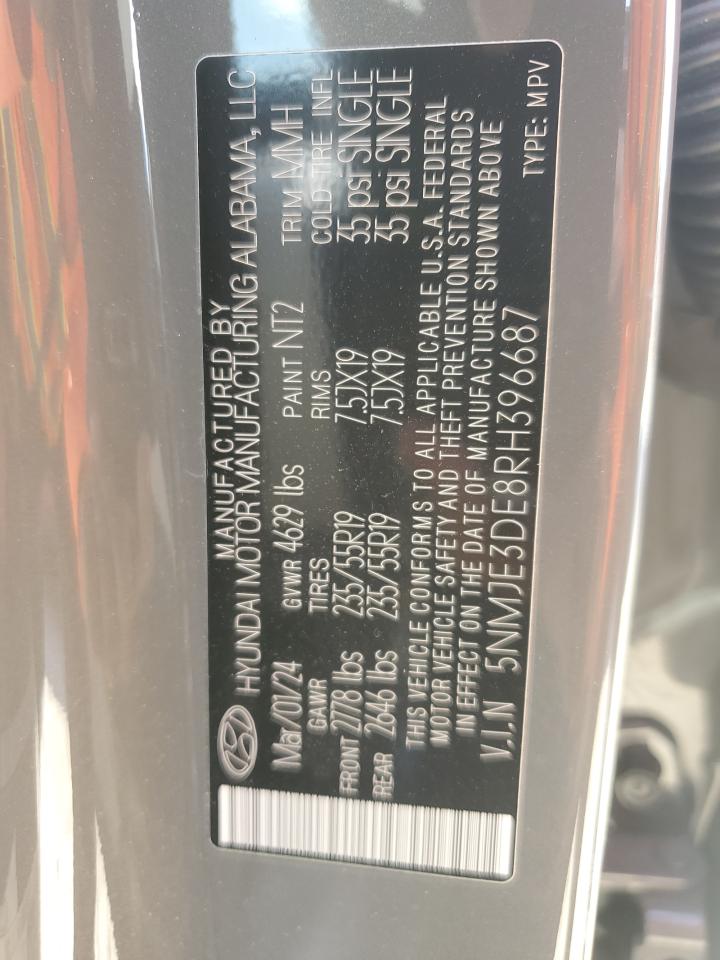 MANUFACTURED BY
HYUNDAI MOTOR MANUFACTURING ALABAMA, LLC
Mar/01/24 GVWR 4629 lbs PAINT NT2 TRIM MMH
GAWR TIRES RIMS COLD TIRE INFL
FRONT 2778 lbs 235/55R19 7.5JX19 35 psi SINGLE
REAR 2646 lbs 235/55R19 7.5JX19 35 psi SINGLE
THIS VEHICLE CONFORMS TO ALL APPLICABLE U.S.A. FEDERAL
MOTOR VEHICLE SAFETY AND THEFT PREVENTION STANDARDS
IN EFFECT ON THE DATE OF MANUFACTURE SHOWN ABOVE
V.I.N 5NMJE3DE8RH396687 TYPE: MPV